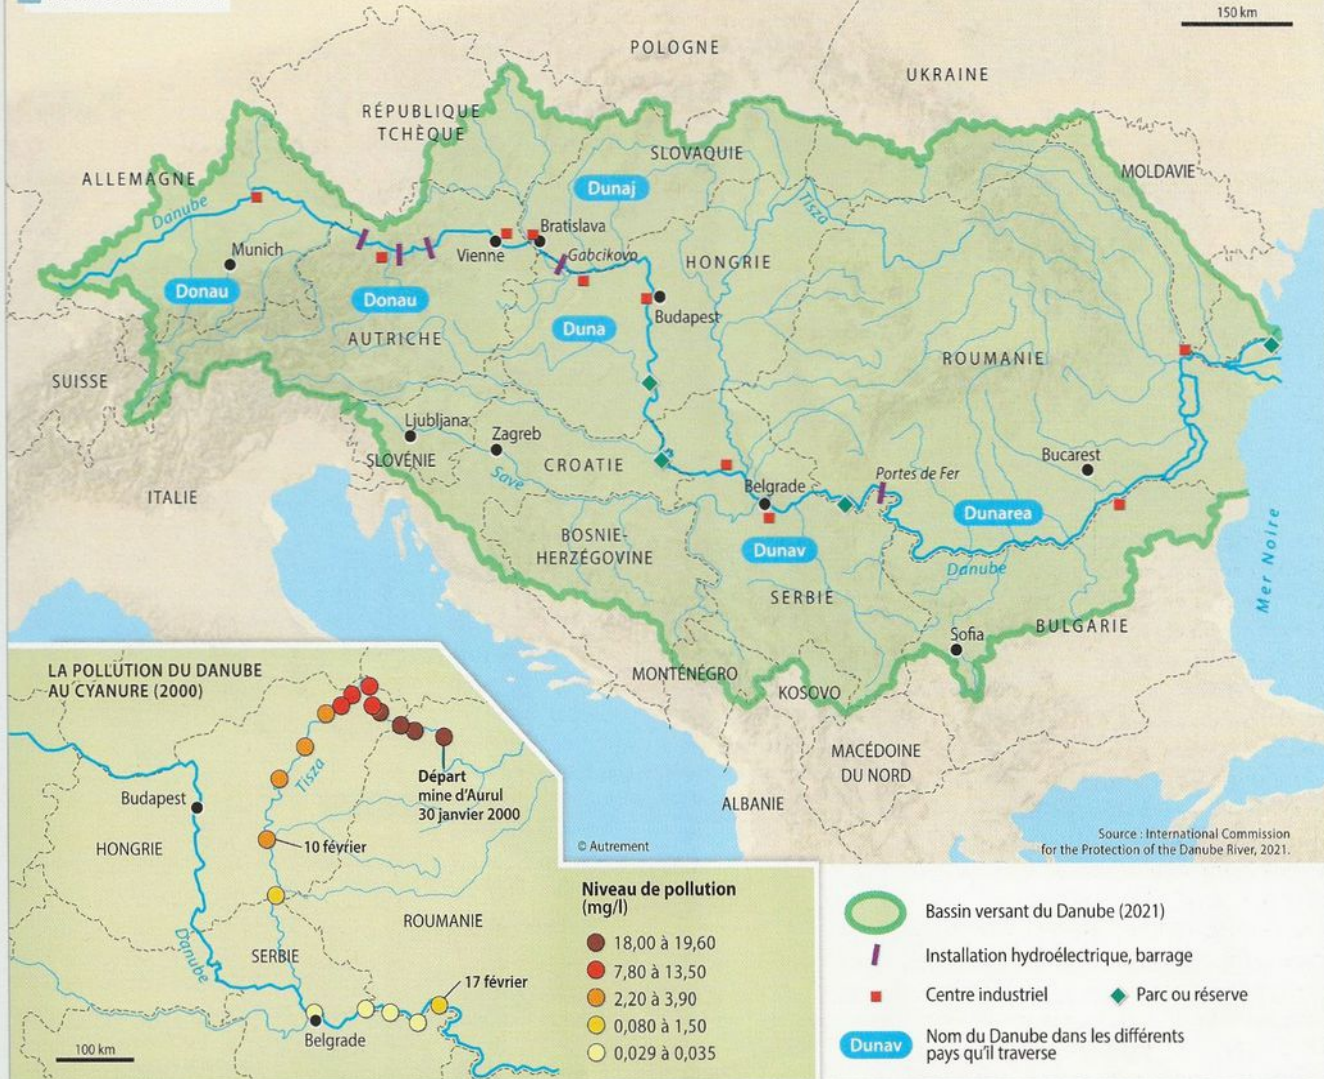 150 km
POLOGNE
UKRAINE
RÉPUBLIQUE
TCHÈQUE
SLOVAQUIE
MOLDAVIE
ALLEMAGNE
Dunaj
Danube
Tisza
Bratislava
Munich
Vienne
Gabcikovo
HONGRIE
Donau
Donau
Duna
Budapest
AUTRICHE
ROUMANIE
SUISSE
Ljubljana
Zagreb
SLOVÉNIE
CROATIE
Bucarest
Save
Portes de Fer
ITALIE
Belgrade
Dunarea
BOSNIE-
HERZÉGOVINE
Dunav
Danube
Mer Noire
SERBIE
BULGARIE
Sofia
MONTÉNÉGRO
KOSOVO
MACÉDOINE
DU NORD
ALBANIE
Source : International Commission
for the Protection of the Danube River, 2021.
© Autrement
LA POLLUTION DU DANUBE
AU CYANURE (2000)
Tisza
Départ
mine d'Aurul
30 janvier 2000
Budapest
HONGRIE
10 février
ROUMANIE
Danube
SERBIE
17 février
Belgrade
100 km
Niveau de pollution
(mg/l)
18,00 à 19,60
7,80 à 13,50
2,20 à 3,90
0,080 à 1,50
0,029 à 0,035
Bassin versant du Danube (2021)
Installation hydroélectrique, barrage
Centre industriel
Parc ou réserve
Dunav
Nom du Danube dans les différents
pays qu'il traverse